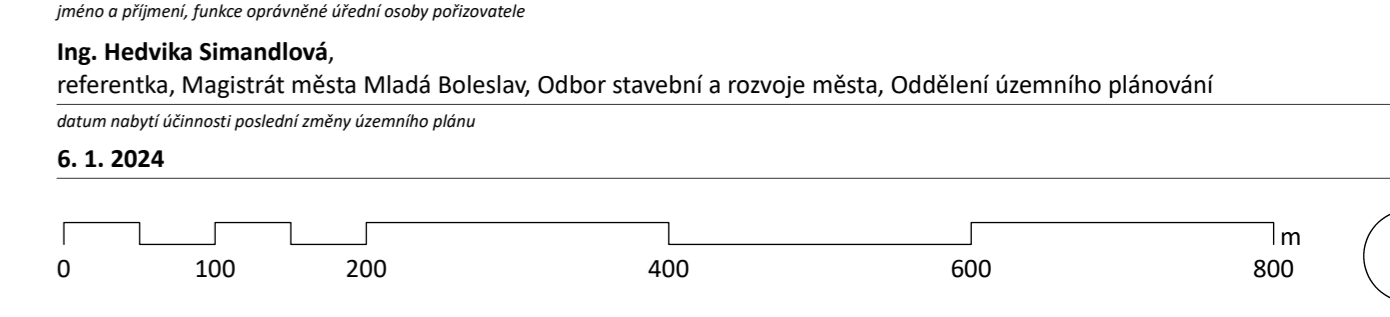 jméno a příjmení, funkce oprávněné úřední osoby pořizovatele
Ing. Hedvika Simandlová,
referentka, Magistrát města Mladá Boleslav, Odbor stavební a rozvoje města, Oddělení územního plánování
datum nabytí účinnosti poslední změny územního plánu
6. 1. 2024
m
0 100 200 400 600 800